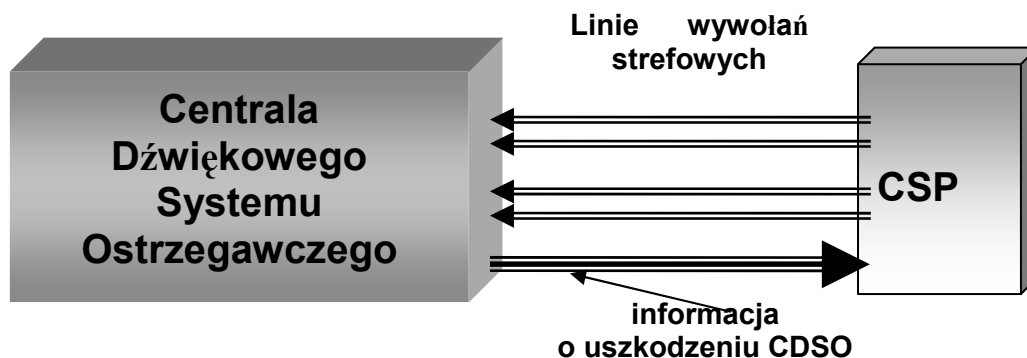 Linie wywołań
strefowych
Centrala
Dźwiękowego
Systemu
Ostrzegawczego
CSP
informacja
o uszkodzeniu CDSO